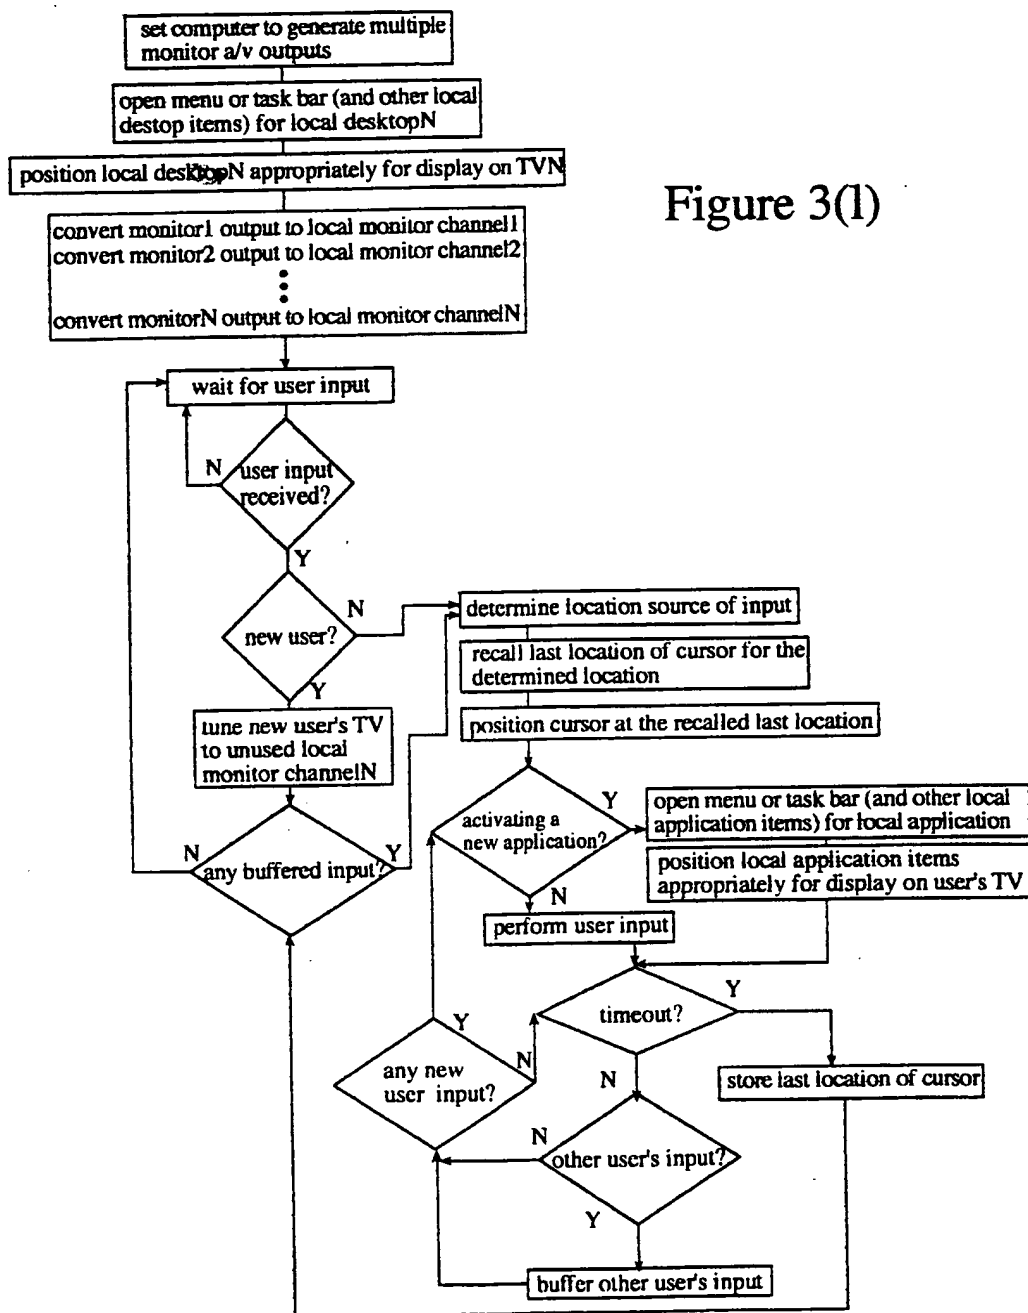 set computer to generate multiple
monitor a/v outputs
open menu or task bar (and other local
destop items) for local desktopN
position local desktopN appropriately for display on TVN
Figure 3(l)
convert monitor1 output to local monitor channel1
convert monitor2 output to local monitor channel2
convert monitorN output to local monitor channelN
wait for user input
N
user input
received?
Y
new user?
N
Y
determine location source of input
recall last location of cursor for the
determined location
position cursor at the recalled last location
tune new user's TV
to unused local
monitor channelN
N
any buffered input?
Y
activating a
new application?
Y
N
open menu or task bar (and other local
application items) for local application
position local application items
appropriately for display on user's TV
perform user input
timeout?
Y
N
any new
user input?
Y
N
store last location of cursor
N
other user's input?
Y
buffer other user's input